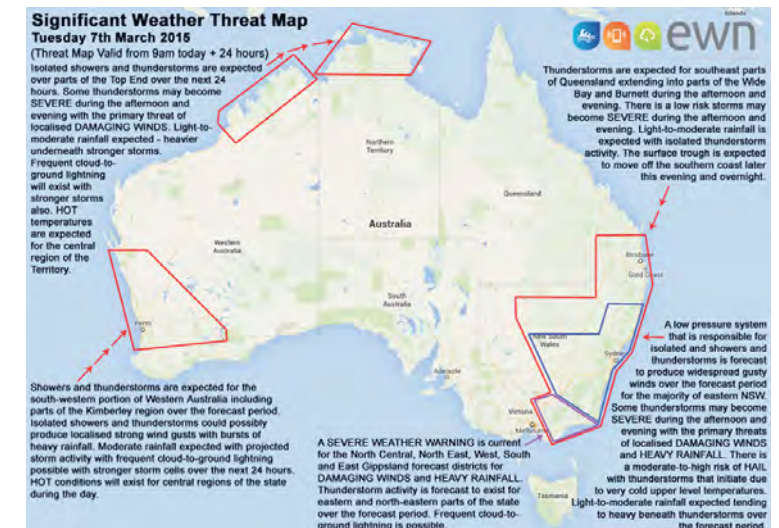 Significant Weather Threat Map
Tuesday 7th March 2015
(Threat Map Valid from 9am today + 24 hours)
Isolated showers and thunderstorms are expected
over parts of the Top End over the next 24
hours. Some thunderstorms may become
SEVERE during the afternoon and
evening with the primary threat of
localised DAMAGING WINDS. Light-to-
moderate rainfall expected - heavier
underneath stronger storms.
Frequent cloud-to-
ground lightning
will exist with
stronger storms
also. HOT
temperatures
are expected
for the central
region of the
Territory.
ewn
Islands
Thunderstorms are expected for southeast parts
of Queensland extending into parts of the Wide
Bay and Burnett during the afternoon and
evening. There is a low risk storms may
become SEVERE during the afternoon and
evening. Light-to-moderate rainfall is
expected with isolated thunderstorm
activity. The surface trough is expected
to move off the southern coast later
this evening and overnight.
Northern
Territory
Queensland
Australia
Western
Australia
South
Australia
Brisbane
Gold Coast
New South
Wales
Sydney
Perth
Adelaide
Victoria
Melbourne
Tasmania
A low pressure system
that is responsible for
isolated and showers and
thunderstorms is forecast
to produce widespread gusty
winds over the forecast period
for the majority of eastern NSW.
Some thunderstorms may become
SEVERE during the afternoon and
evening with the primary threats
of localised DAMAGING WINDS
and HEAVY RAINFALL. There is
a moderate-to-high risk of HAIL
with thunderstorms that initiate due
to very cold upper level temperatures.
Light-to-moderate rainfall expected tending
to heavy beneath thunderstorms over
the forecast period.
Showers and thunderstorms are expected for the
south-western portion of Western Australia including
parts of the Kimberley region over the forecast period.
Isolated showers and thunderstorms could possibly
produce localised strong wind gusts with bursts of
heavy rainfall. Moderate rainfall expected with projected
storm activity with frequent cloud-to-ground lightning
possible with stronger storm cells over the next 24 hours.
HOT conditions will exist for central regions of the state
during the day.
A SEVERE WEATHER WARNING is current
for the North Central, North East, West, South
and East Gippsland forecast districts for
DAMAGING WINDS and HEAVY RAINFALL.
Thunderstorm activity is forecast to exist for
eastern and north-eastern parts of the state
over the forecast period. Frequent cloud-to-
ground lightning is possible.